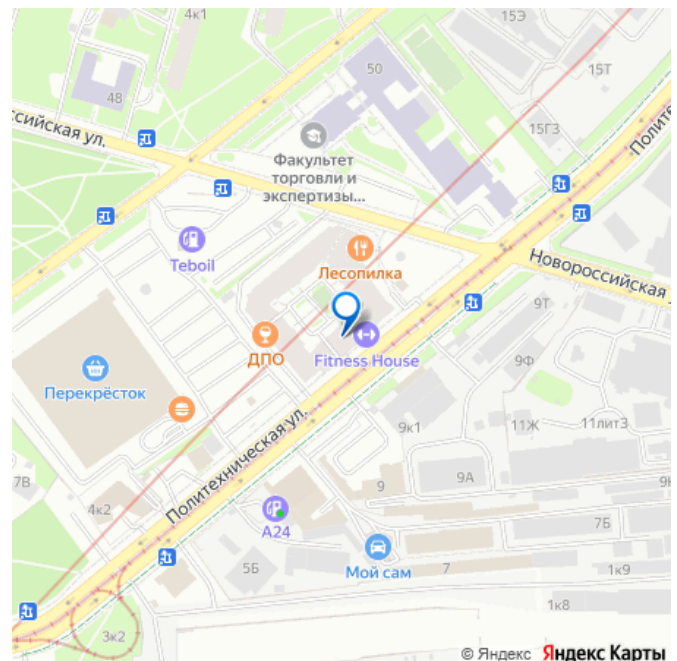 4к1
15Э
50
15Т
48
15ГЗ
Полите
ссийская ул.
Факультет
торговли и
экспертизы...
Teboil
Лесопилка
Новороссийская
9Т
ДПО
Fitness House
9Ф
Перекрёсток
Политехническая ул.
9к1
11Ж
11лит3
7В
9
9А
4к2
А24
7Б
5Б
Мой сам
7
1к9
1к8
3к2
© Яндекс Яндекс Карты